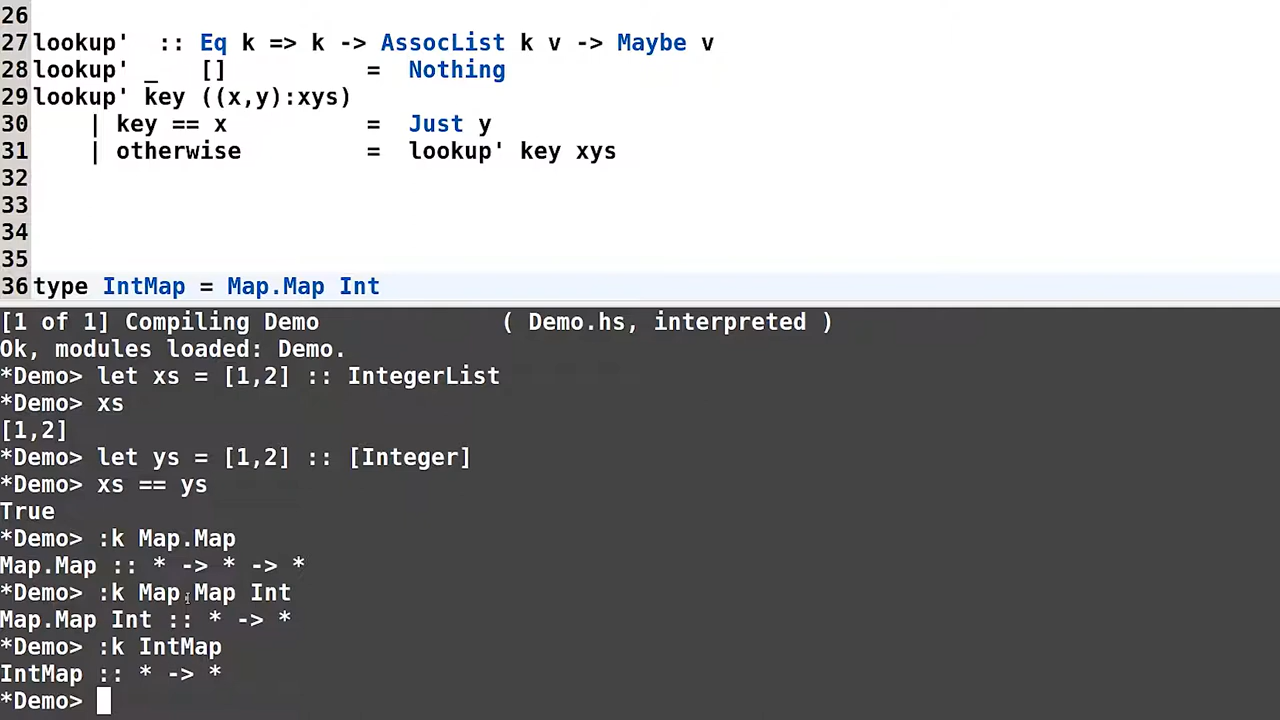 26
27 lookup'  :: Eq k => k -> AssocList k v -> Maybe v
28 lookup' _   []          =  Nothing
29 lookup' key ((x,y):xys)
30     | key == x          =  Just y
31     | otherwise         =  lookup' key xys
32
33
34
35
36 type IntMap = Map.Map Int
[1 of 1] Compiling Demo             ( Demo.hs, interpreted )
Ok, modules loaded: Demo.
*Demo> let xs = [1,2] :: IntegerList
*Demo> xs
[1,2]
*Demo> let ys = [1,2] :: [Integer]
*Demo> xs == ys
True
*Demo> :k Map.Map
Map.Map :: * -> * -> *
*Demo> :k Map.Map Int
Map.Map Int :: * -> *
*Demo> :k IntMap
IntMap :: * -> *
*Demo>